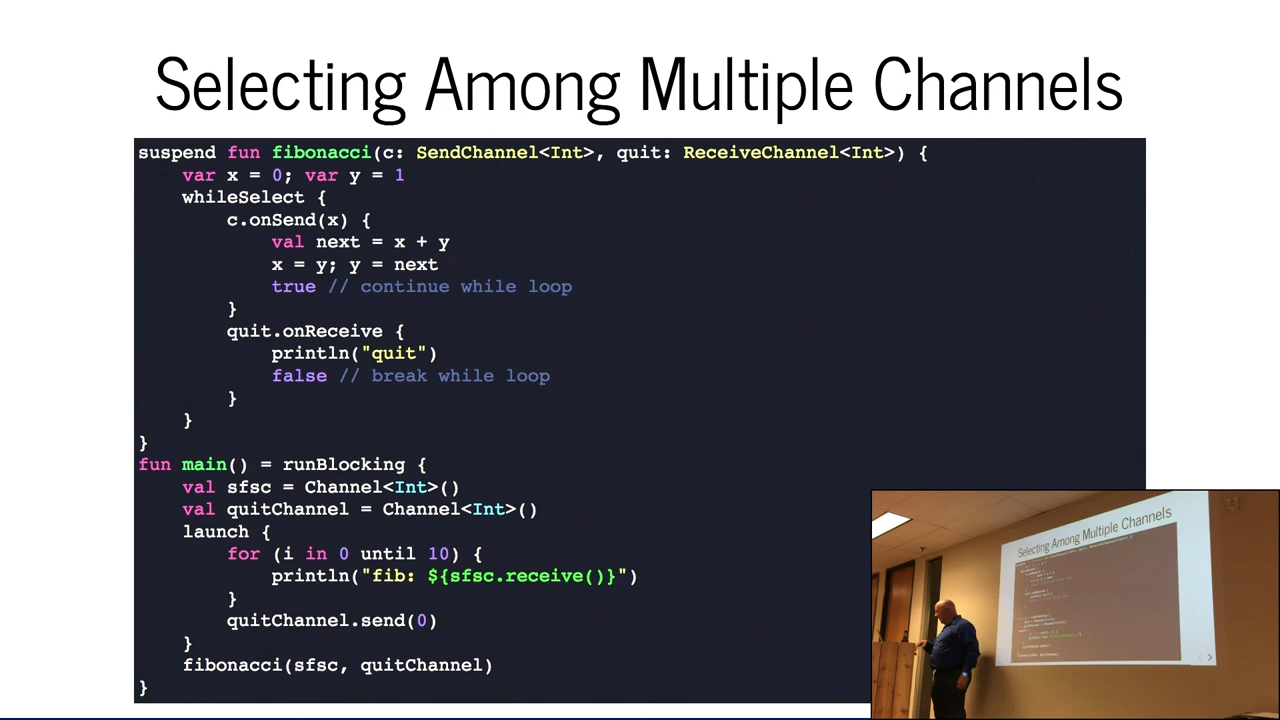 Selecting Among Multiple Channels
suspend fun fibonacci(c: SendChannel<Int>, quit: ReceiveChannel<Int>) {
    var x = 0; var y = 1
    whileSelect {
        c.onSend(x) {
            val next = x + y
            x = y; y = next
            true // continue while loop
        }
        quit.onReceive {
            println("quit")
            false // break while loop
        }
    }
}
fun main() = runBlocking {
    val sfsc = Channel<Int>()
    val quitChannel = Channel<Int>()
    launch {
        for (i in 0 until 10) {
            println("fib: ${sfsc.receive()}")
        }
        quitChannel.send(0)
    }
    fibonacci(sfsc, quitChannel)
}
Selecting Among Multiple Channels